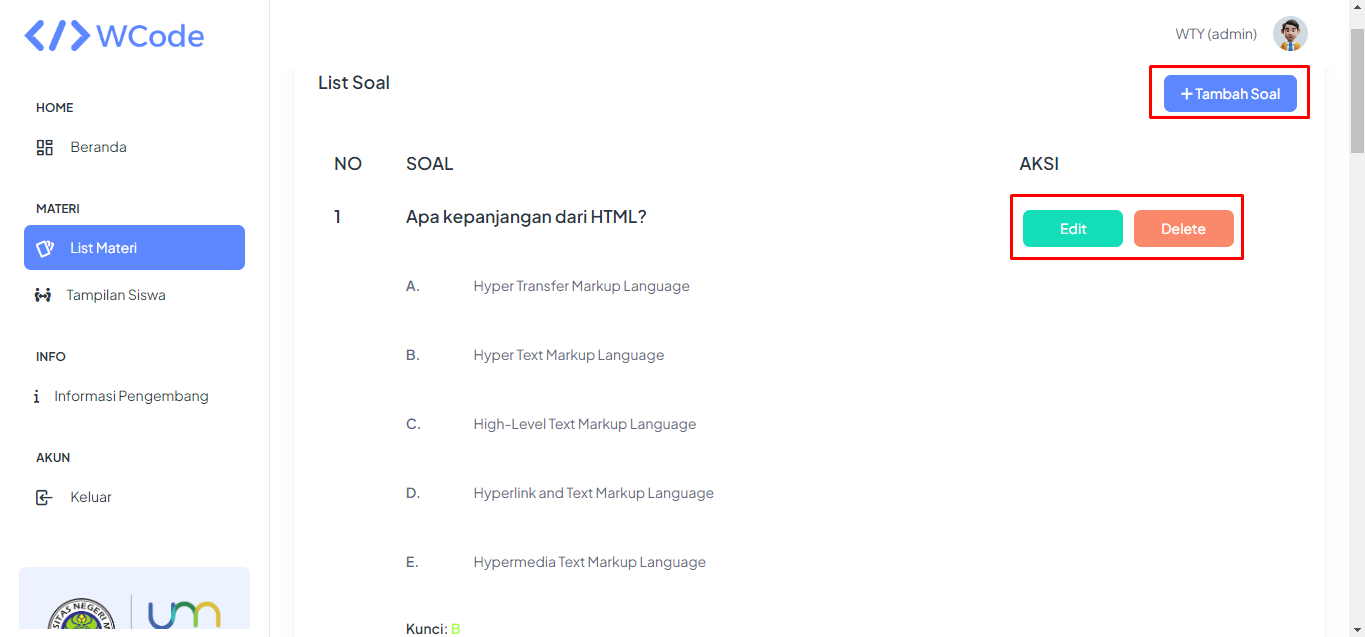 </> WCode
WTY (admin)
HOME
Beranda
MATERI
List Materi
Tampilan Siswa
INFO
i Informasi Pengembang
AKUN
Keluar
List Soal
+ Tambah Soal
NO SOAL AKSI
1 Apa kepanjangan dari HTML? Edit Delete
A. Hyper Transfer Markup Language
B. Hyper Text Markup Language
C. High-Level Text Markup Language
D. Hyperlink and Text Markup Language
E. Hypermedia Text Markup Language
Kunci: B
NEGERI
um